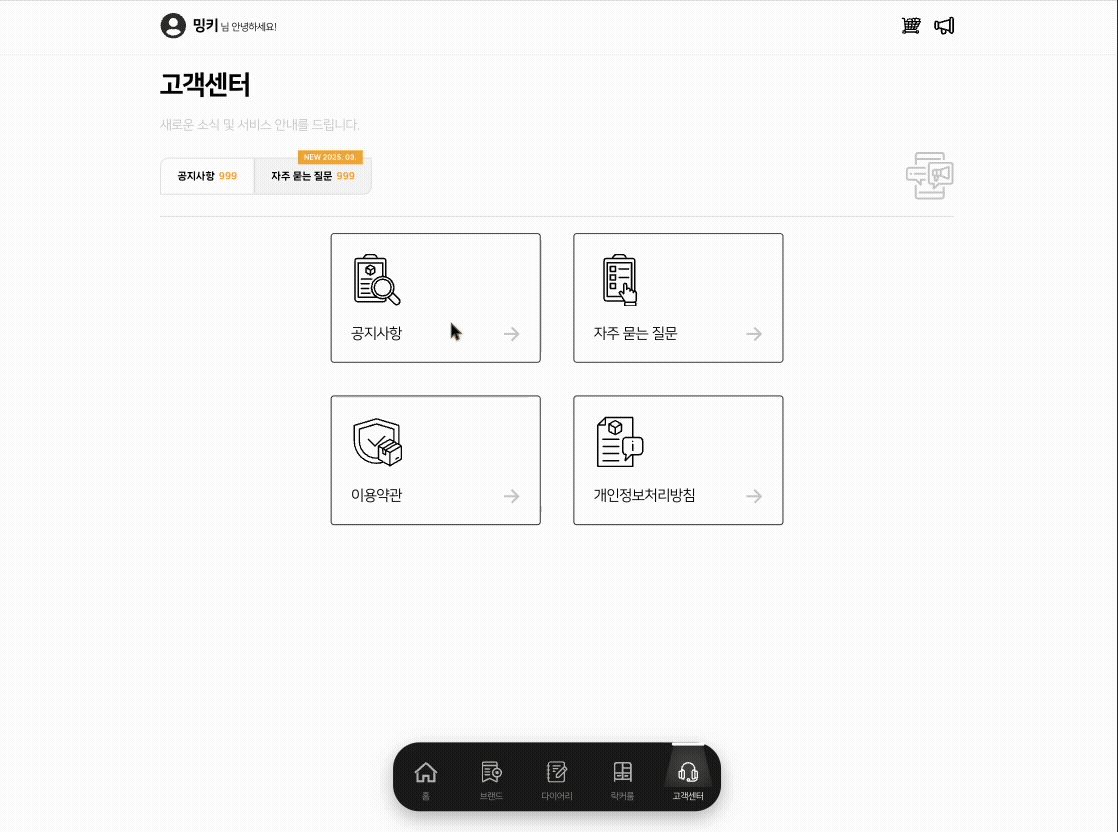 밍키 님 안녕하세요!
고객센터
새로운 소식 및 서비스 안내를 드립니다.
NEW 2025. 03.
공지사항 999
자주 묻는 질문 999
공지사항
자주 묻는 질문
이용약관
개인정보처리방침
홈
브랜드
다이어리
락커룸
고객센터